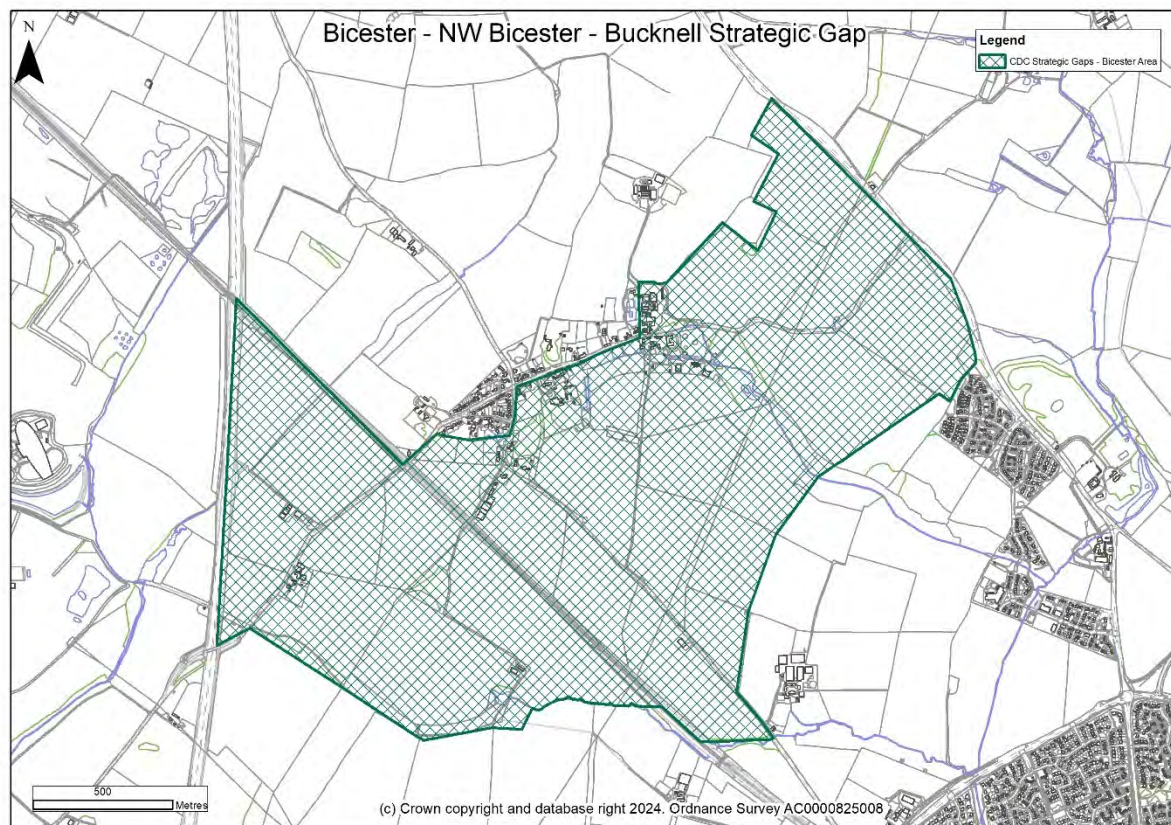 Bicester - NW Bicester - Bucknell Strategic Gap
N
Legend
CDC Strategic Gaps - Bicester Area
500
Metres
(c) Crown copyright and database right 2024. Ordnance Survey AC0000825008